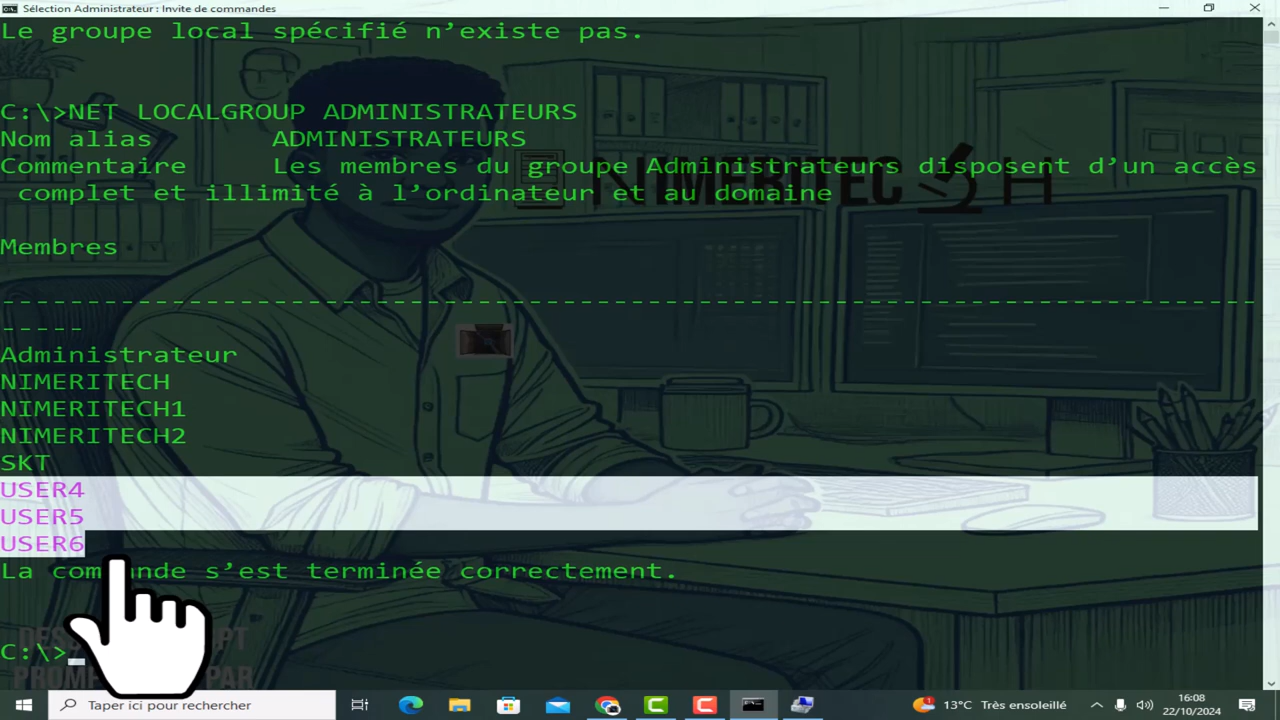 Sélection Administrateur : Invite de commandes
Le groupe local spécifié n’existe pas.
C:\>NET LOCALGROUP ADMINISTRATEURS
Nom alias ADMINISTRATEURS
Commentaire Les membres du groupe Administrateurs disposent d’un accès
complet et illimité à l’ordinateur et au domaine
NIMERITEC H
Membres
-------------------------------------------------------------------------------
-----
Administrateur
NIMERITECH
NIMERITECH1
NIMERITECH2
SKT
USER4
USER5
USER6
La commande s’est terminée correctement.
C:\>_
PAR
Taper ici pour rechercher
13°C Très ensoleillé
16:08
22/10/2024